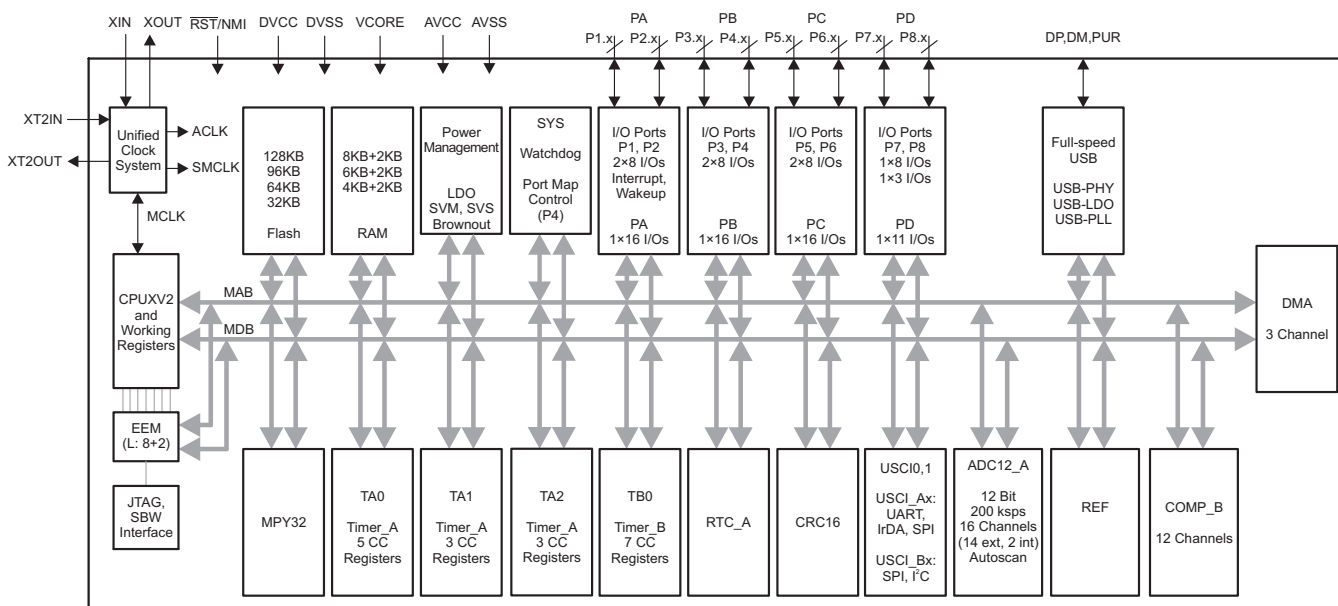 XIN
XOUT
RST/NMI
DVCC
DVSS
VCORE
AVCC
AVSS
PA
P1.x
P2.x
PB
P3.x
P4.x
PC
P5.x
P6.x
PD
P7.x
P8.x
DP,DM,PUR
XT2IN
XT2OUT
Unified
Clock
System
ACLK
SMCLK
MCLK
128KB
96KB
64KB
32KB
Flash
8KB+2KB
6KB+2KB
4KB+2KB
RAM
Power
Management
LDO
SVM, SVS
Brownout
SYS
Watchdog
Port Map
Control
(P4)
I/O Ports
P1, P2
2×8 I/Os
Interrupt,
Wakeup
PA
1×16 I/Os
I/O Ports
P3, P4
2×8 I/Os
PB
1×16 I/Os
I/O Ports
P5, P6
2×8 I/Os
PC
1×16 I/Os
I/O Ports
P7, P8
1×8 I/Os
1×3 I/Os
PD
1×11 I/Os
Full-speed
USB
USB-PHY
USB-LDO
USB-PLL
CPUXV2
and
Working
Registers
MAB
MDB
DMA
3 Channel
EEM
(L: 8+2)
JTAG,
SBW
Interface
MPY32
TA0
Timer_A
5 CC
Registers
TA1
Timer_A
3 CC
Registers
TA2
Timer_A
3 CC
Registers
TB0
Timer_B
7 CC
Registers
RTC_A
CRC16
USCI0,1
USCI_Ax:
UART,
IrDA, SPI
USCI_Bx:
SPI, I²C
ADC12_A
12 Bit
200 ksps
16 Channels
(14 ext, 2 int)
Autoscan
REF
COMP_B
12 Channels